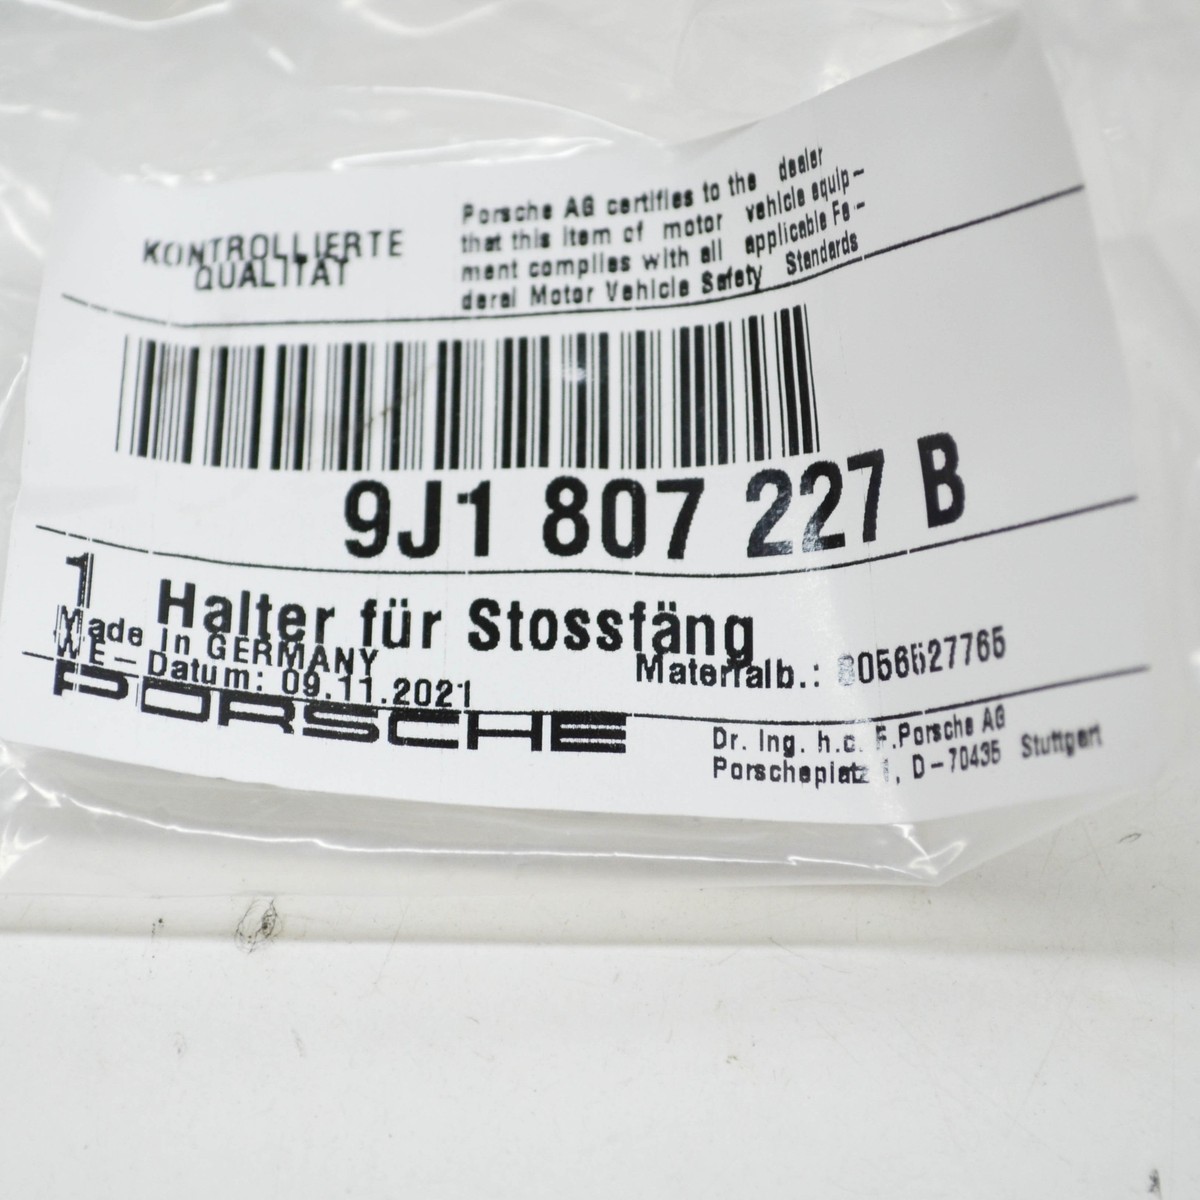 KONTROLLIERTE
QUALITÄT
Porsche AG certifies to the dealer
that this item of motor vehicle equip-
ment complies with all applicable Fe-
deral Motor Vehicle Safety Standards
9J1 807 227 B
1 Halter für Stossfäng
Made in GERMANY
WE-Datum: 09.11.2021
Materialb.: 8056527765
PORSCHE
Dr. Ing. h.c. F.Porsche AG
Porscheplatz 1, D-70435 Stuttgart